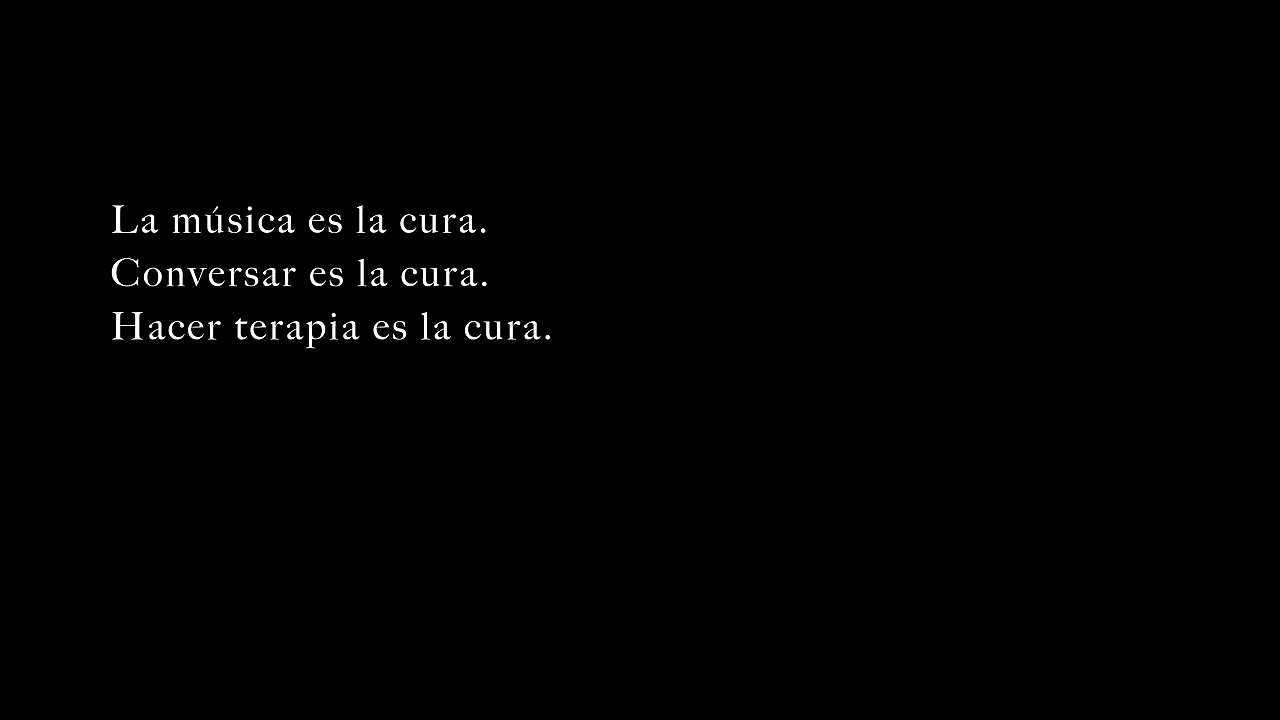 La música es la cura.
Conversar es la cura.
Hacer terapia es la cura.